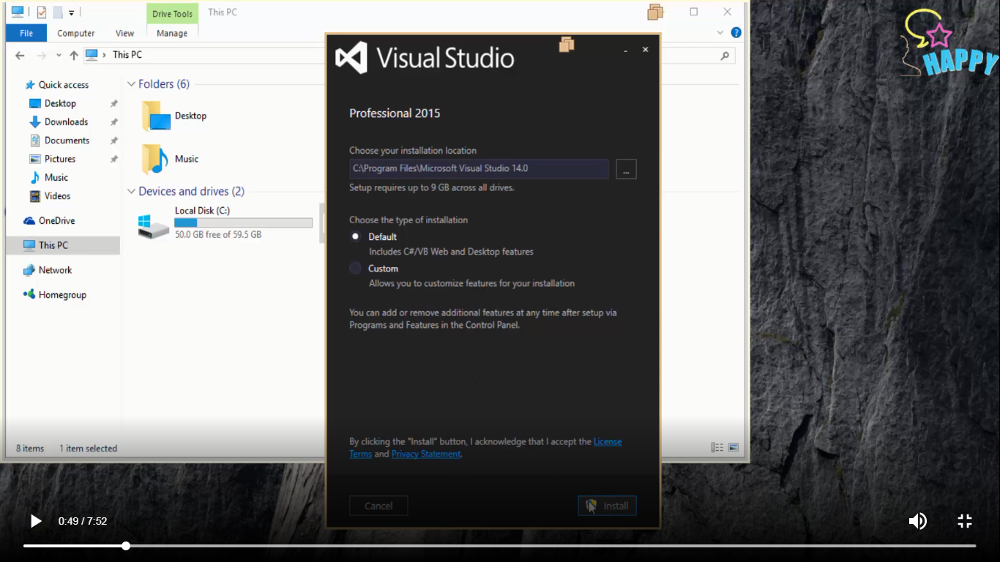 Drive Tools
This PC
File
Computer
View
Manage
This PC
Quick access
Desktop
Downloads
Documents
Pictures
Music
Videos
OneDrive
This PC
Network
Homegroup
Folders (6)
Desktop
Music
Devices and drives (2)
Local Disk (C:)
50.0 GB free of 59.5 GB
8 items
1 item selected
Visual Studio
Professional 2015
Choose your installation location
C:\Program Files\Microsoft Visual Studio 14.0
...
Setup requires up to 9 GB across all drives.
Choose the type of installation
Default
Includes C#/VB Web and Desktop features
Custom
Allows you to customize features for your installation
You can add or remove additional features at any time after setup via
Programs and Features in the Control Panel.
By clicking the "Install" button, I acknowledge that I accept the License
Terms and Privacy Statement.
Cancel
Install
HAPPY
0:49 / 7:52